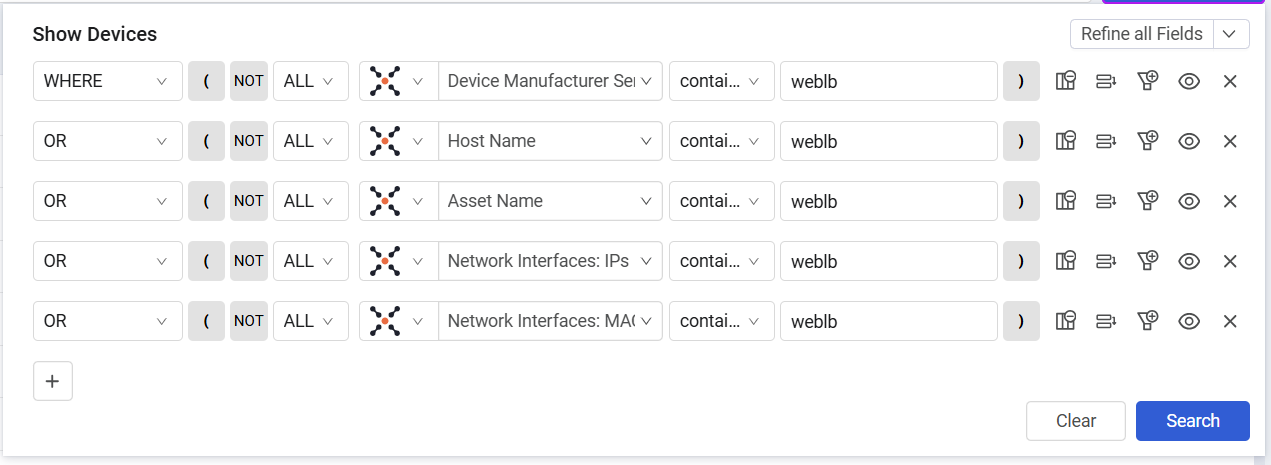 Show Devices
Refine all Fields
WHERE ( NOT ALL Device Manufacturer Ser contai... weblb )
OR ( NOT ALL Host Name contai... weblb )
OR ( NOT ALL Asset Name contai... weblb )
OR ( NOT ALL Network Interfaces: IPs contai... weblb )
OR ( NOT ALL Network Interfaces: MAC contai... weblb )
+
Clear Search